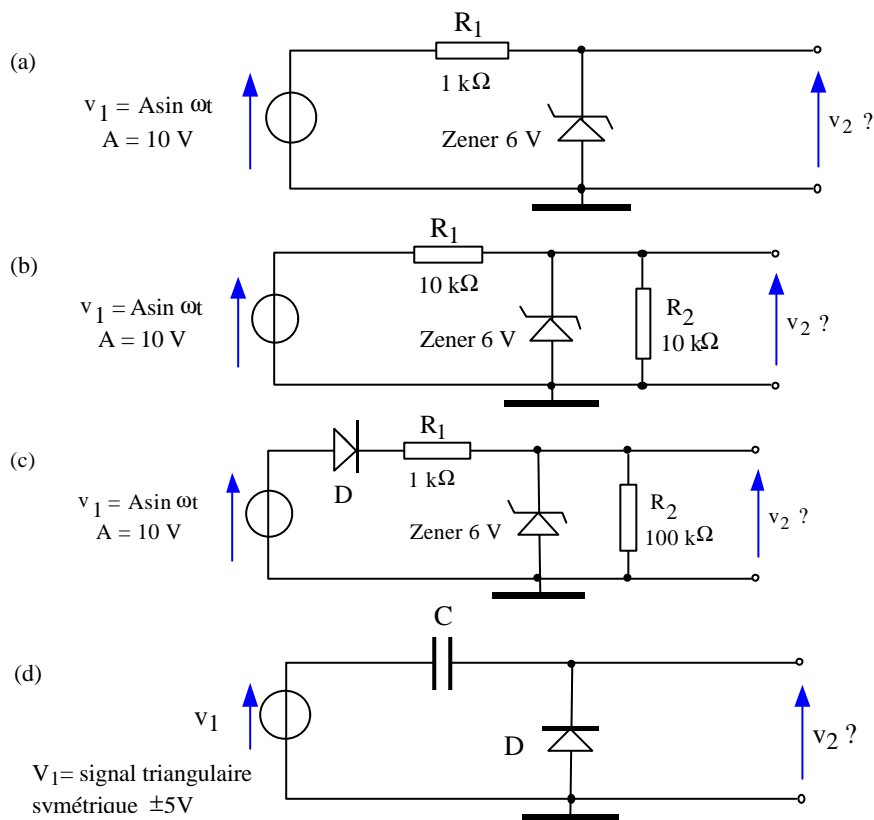 R1
(a)
1 kΩ
v1 = Asin ωt
A = 10 V
Zener 6 V
v2 ?
R1
(b)
10 kΩ
v1 = Asin ωt
A = 10 V
Zener 6 V
R2
10 kΩ
v2 ?
R1
(c)
D
1 kΩ
v1 = Asin ωt
A = 10 V
Zener 6 V
R2
100 kΩ
v2 ?
C
(d)
v1
D
v2 ?
V1= signal triangulaire
symétrique ±5V